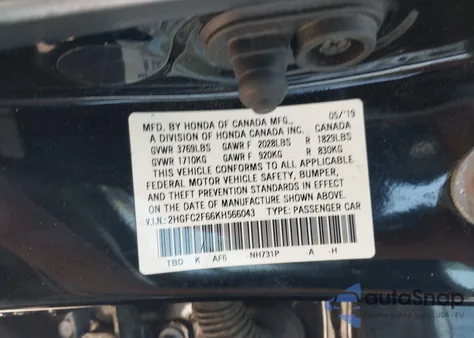 MFD. BY HONDA OF CANADA MFG., 05/19
A DIVISION OF HONDA CANADA INC. CANADA
GVWR 3769LBS GAWR F 2028LBS R 1829LBS
GVWR 1710KG GAWR F 920KG R 830KG
THIS VEHICLE CONFORMS TO ALL APPLICABLE
FEDERAL MOTOR VEHICLE SAFETY, BUMPER,
AND THEFT PREVENTION STANDARDS IN EFFECT
ON THE DATE OF MANUFACTURE SHOWN ABOVE.
V.I.N.: 2HGFC2F66KH566043 TYPE: PASSENGER CAR
TBD K AF6 -NH731P -A -H
autoSnap